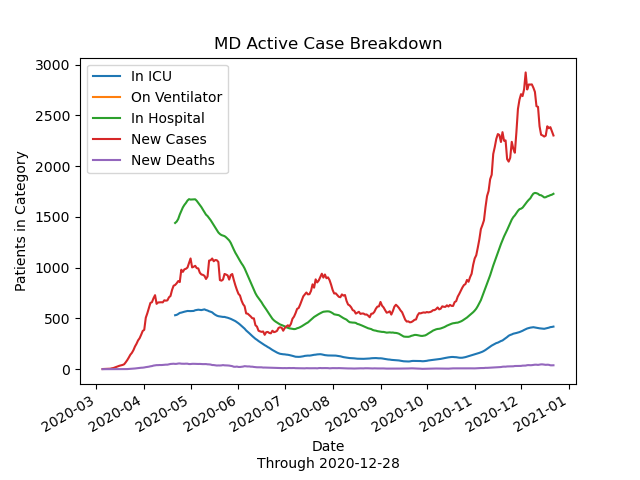 MD Active Case Breakdown
Patients in Category
3000
2500
2000
1500
1000
500
0
In ICU
On Ventilator
In Hospital
New Cases
New Deaths
2020-03
2020-04
2020-05
2020-06
2020-07
2020-08
2020-09
2020-10
2020-11
2020-12
2021-01
Date
Through 2020-12-28